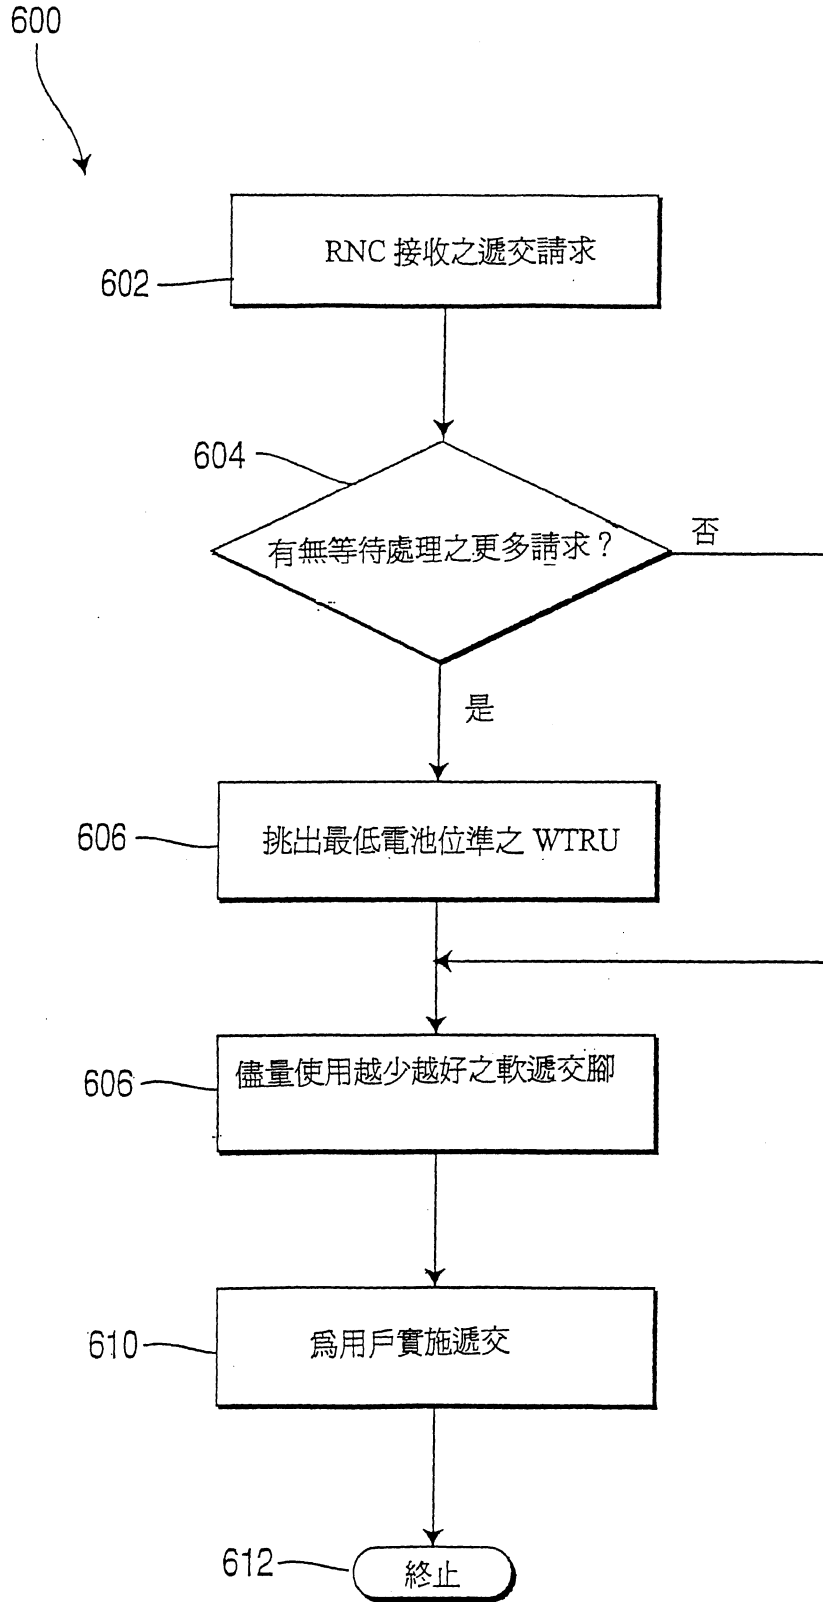 600
RNC 接收之遞交請求
602
604
有無等待處理之更多請求？
否
是
606
挑出最低電池位準之 WTRU
606
儘量使用越少越好之軟遞交腳
610
爲用戶實施遞交
612
終止